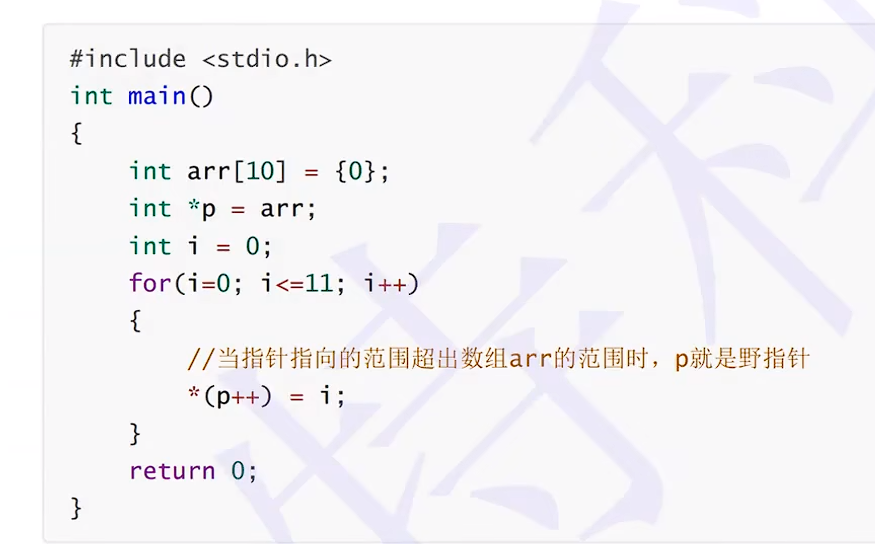 #include <stdio.h>
int main()
{
    int arr[10] = {0};
    int *p = arr;
    int i = 0;
    for(i=0; i<=11; i++)
    {
        //当指针指向的范围超出数组arr的范围时，p就是野指针
        *(p++) = i;
    }
    return 0;
}